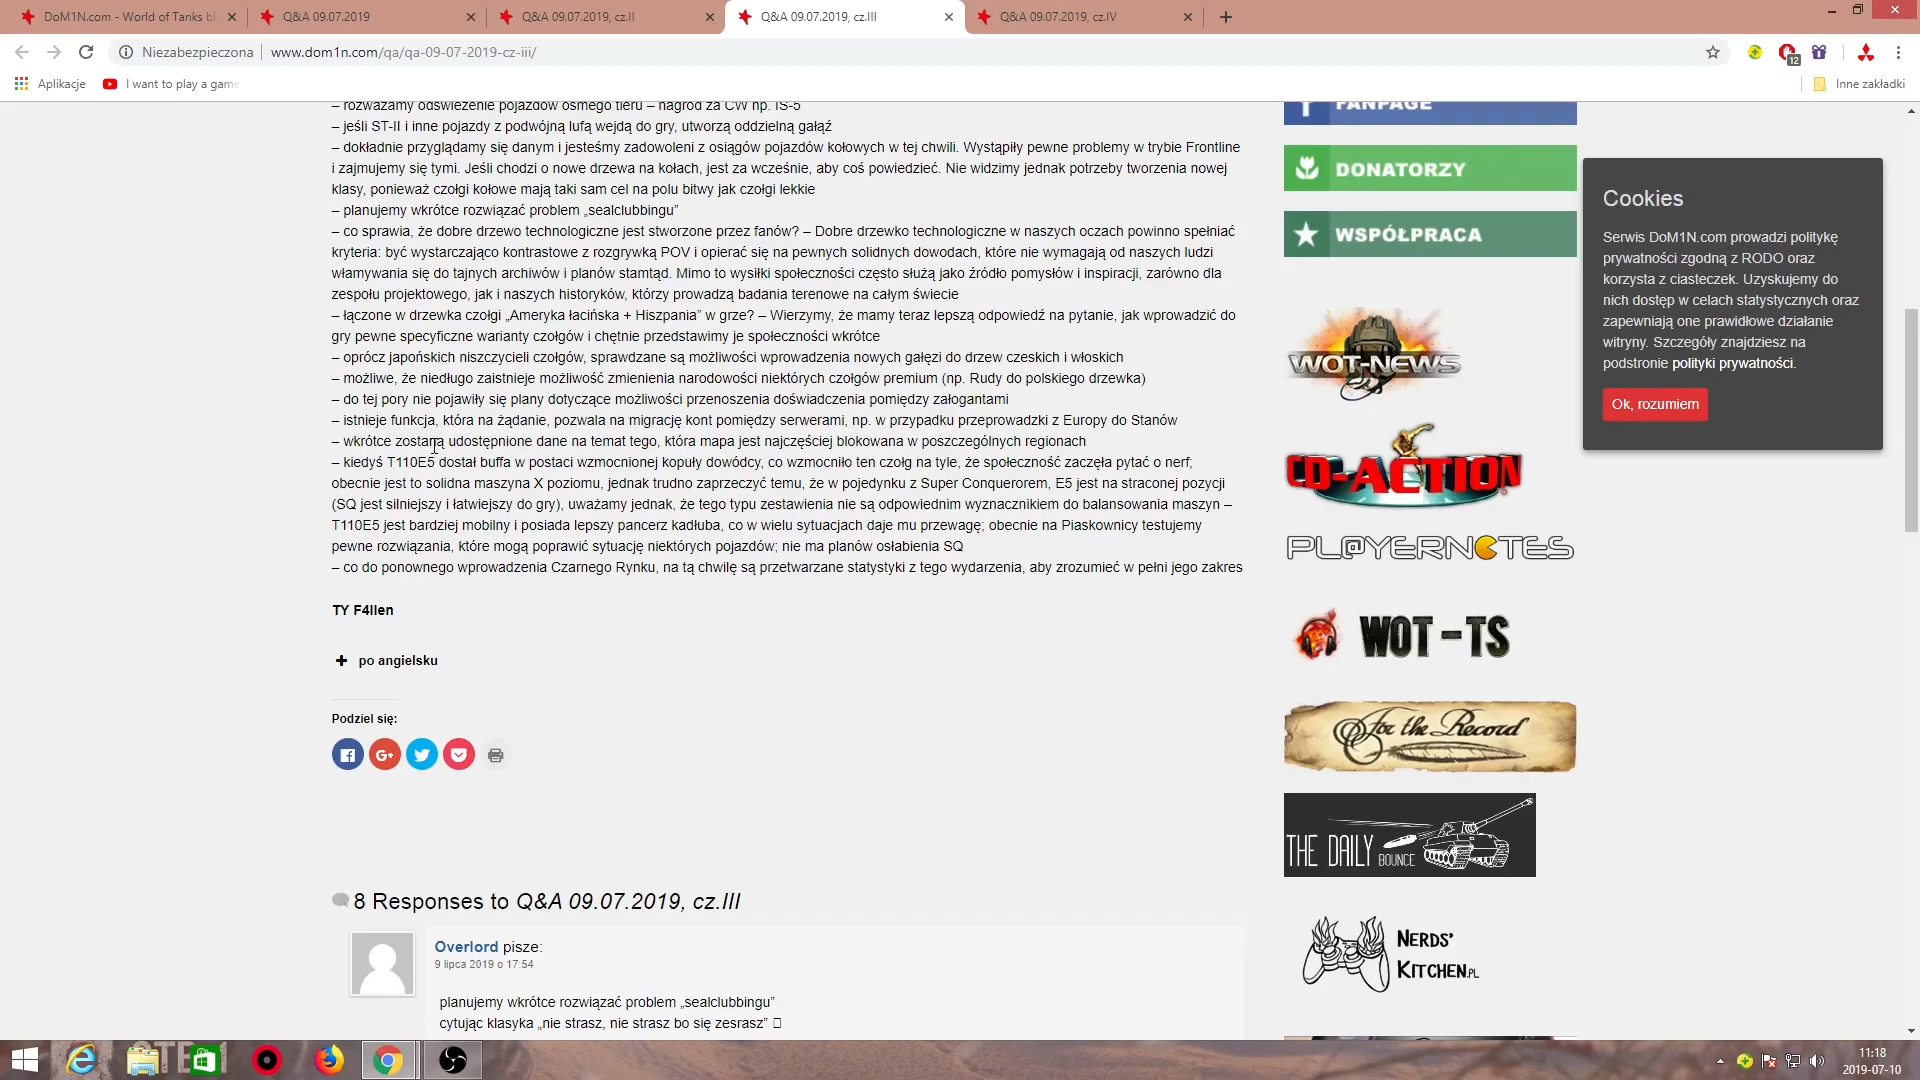 DoM1N.com - World of Tanks bl
Q&A 09.07.2019
Q&A 09.07.2019, cz.II
Q&A 09.07.2019, cz.III
Q&A 09.07.2019, cz.IV
Niezabezpieczona
www.dom1n.com/qa/qa-09-07-2019-cz-iii/
12
Aplikacje
I want to play a game
Inne zakładki
– rozważamy odświeżenie pojazdów ósmego tieru – nagród za CW np. IS-5
– jeśli ST-II i inne pojazdy z podwójną lufą wejdą do gry, utworzą oddzielną gałąź
– dokładnie przyglądamy się danym i jesteśmy zadowoleni z osiągów pojazdów kołowych w tej chwili. Wystąpiły pewne problemy w trybie Frontline
i zajmujemy się tymi. Jeśli chodzi o nowe drzewa na kołach, jest za wcześnie, aby coś powiedzieć. Nie widzimy jednak potrzeby tworzenia nowej
klasy, ponieważ czołgi kołowe mają taki sam cel na polu bitwy jak czołgi lekkie
– planujemy wkrótce rozwiązać problem „sealclubbingu”
– co sprawia, że dobre drzewo technologiczne jest stworzone przez fanów? – Dobre drzewko technologiczne w naszych oczach powinno spełniać
kryteria: być wystarczająco kontrastowe z rozgrywką POV i opierać się na pewnych solidnych dowodach, które nie wymagają od naszych ludzi
włamywania się do tajnych archiwów i planów stamtąd. Mimo to wysiłki społeczności często służą jako źródło pomysłów i inspiracji, zarówno dla
zespołu projektowego, jak i naszych historyków, którzy prowadzą badania terenowe na całym świecie
– łączone w drzewka czołgi „Ameryka łacińska + Hiszpania” w grze? – Wierzymy, że mamy teraz lepszą odpowiedź na pytanie, jak wprowadzić do
gry pewne specyficzne warianty czołgów i chętnie przedstawimy je społeczności wkrótce
– oprócz japońskich niszczycieli czołgów, sprawdzane są możliwości wprowadzenia nowych gałęzi do drzew czeskich i włoskich
– możliwe, że niedługo zaistnieje możliwość zmienienia narodowości niektórych czołgów premium (np. Rudy do polskiego drzewka)
– do tej pory nie pojawiły się plany dotyczące możliwości przenoszenia doświadczenia pomiędzy załogantami
– istnieje funkcja, która na żądanie, pozwala na migrację kont pomiędzy serwerami, np. w przypadku przeprowadzki z Europy do Stanów
– wkrótce zostaną udostępnione dane na temat tego, która mapa jest najczęściej blokowana w poszczególnych regionach
– kiedyś T110E5 dostał buffa w postaci wzmocnionej kopuły dowódcy, co wzmocniło ten czołg na tyle, że społeczność zaczęła pytać o nerf;
obecnie jest to solidna maszyna X poziomu, jednak trudno zaprzeczyć temu, że w pojedynku z Super Conquerorem, E5 jest na straconej pozycji
(SQ jest silniejszy i łatwiejszy do gry), uważamy jednak, że tego typu zestawienia nie są odpowiednim wyznacznikiem do balansowania maszyn –
T110E5 jest bardziej mobilny i posiada lepszy pancerz kadłuba, co w wielu sytuacjach daje mu przewagę; obecnie na Piaskownicy testujemy
pewne rozwiązania, które mogą poprawić sytuację niektórych pojazdów; nie ma planów osłabienia SQ
– co do ponownego wprowadzenia Czarnego Rynku, na tą chwilę są przetwarzane statystyki z tego wydarzenia, aby zrozumieć w pełni jego zakres
TY F4llen
po angielsku
Podziel się:
8 Responses to Q&A 09.07.2019, cz.III
Overlord pisze:
9 lipca 2019 o 17:54
planujemy wkrótce rozwiązać problem „sealclubbingu”
cytując klasyka „nie strasz, nie strasz bo się zesrasz”
FANPAGE
DONATORZY
WSPÓŁPRACA
WOT-NEWS
CD-ACTION
PL@YERNOTES
WOT-TS
For the Record
THE DAILY BOUNCE
NERDS'
KITCHEN.PL
Cookies
Serwis DoM1N.com prowadzi politykę
prywatności zgodną z RODO oraz
korzysta z ciasteczek. Uzyskujemy do
nich dostęp w celach statystycznych oraz
zapewniają one prawidłowe działanie
witryny. Szczegóły znajdziesz na
podstronie polityki prywatności.
Ok, rozumiem
11:18
2019-07-10